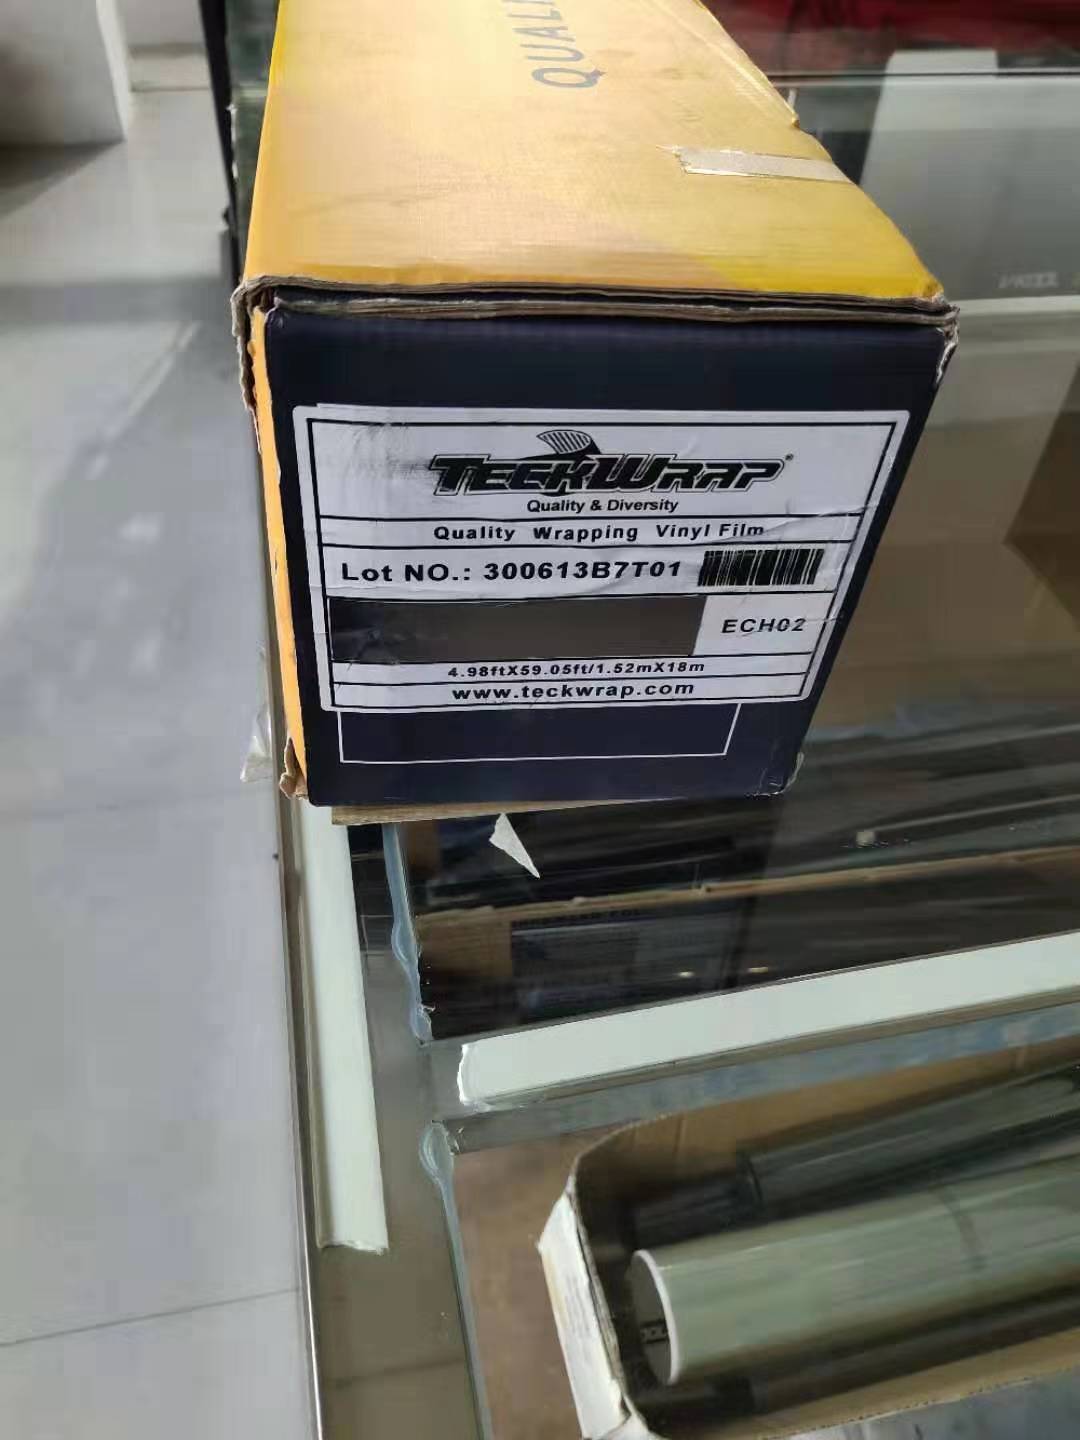 QUALI
TECKWRAP®
Quality & Diversity
Quality Wrapping Vinyl Film
Lot NO.: 300613B7T01
ECH02
4.98ftX59.05ft/1.52mX18m
www.teckwrap.com